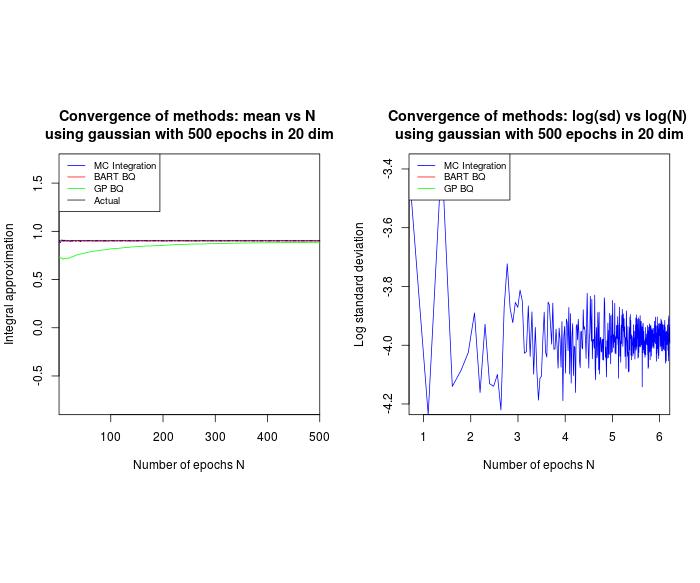 Convergence of methods: mean vs N
using gaussian with 500 epochs in 20 dim
MC Integration
BART BQ
GP BQ
Actual
Integral approximation
1.5
1.0
0.5
0.0
-0.5
100 200 300 400 500
Number of epochs N
Convergence of methods: log(sd) vs log(N)
using gaussian with 500 epochs in 20 dim
MC Integration
BART BQ
GP BQ
Log standard deviation
-3.4
-3.6
-3.8
-4.0
-4.2
1 2 3 4 5 6
Number of epochs N